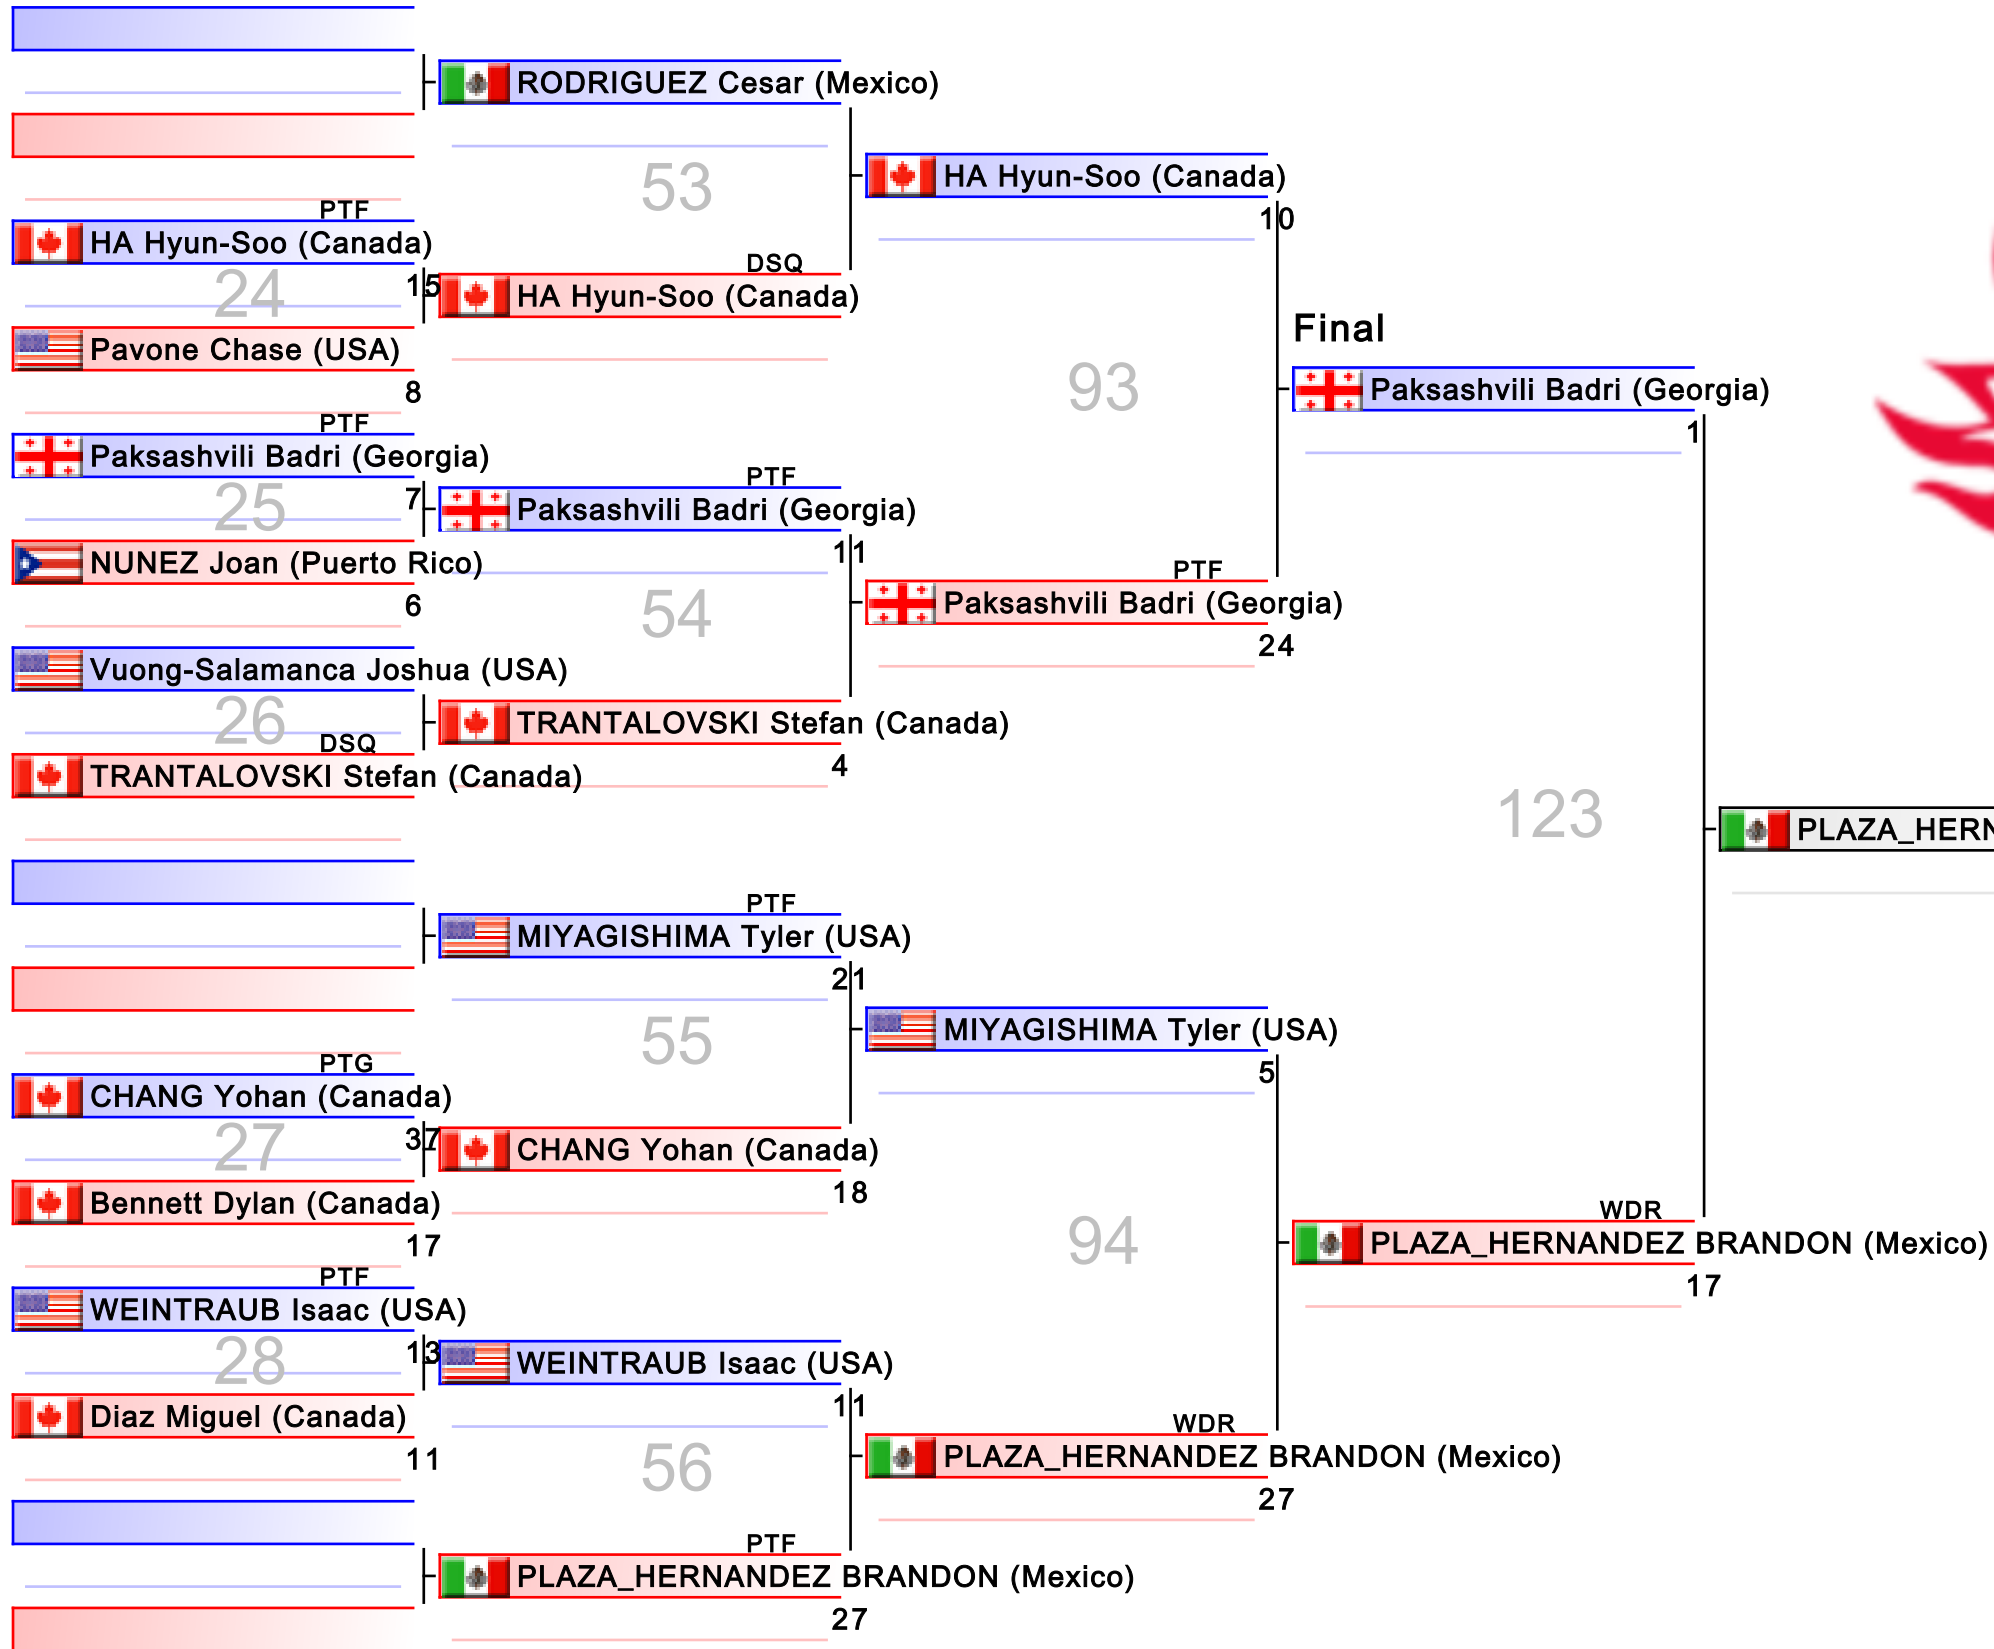 RODRIGUEZ Cesar (Mexico)
53
HA Hyun-Soo (Canada)
10
PTF
HA Hyun-Soo (Canada)
15
24
DSQ
HA Hyun-Soo (Canada)
Pavone Chase (USA)
8
93
Final
Paksashvili Badri (Georgia)
1
PTF
Paksashvili Badri (Georgia)
7
25
PTF
Paksashvili Badri (Georgia)
11
NUNEZ Joan (Puerto Rico)
6
54
PTF
Paksashvili Badri (Georgia)
24
Vuong-Salamanca Joshua (USA)
26
DSQ
TRANTALOVSKI Stefan (Canada)
TRANTALOVSKI Stefan (Canada)
4
123
PLAZA_HERN
PTF
MIYAGISHIMA Tyler (USA)
21
55
MIYAGISHIMA Tyler (USA)
5
PTG
CHANG Yohan (Canada)
37
27
CHANG Yohan (Canada)
18
Bennett Dylan (Canada)
17
94
WDR
PLAZA_HERNANDEZ BRANDON (Mexico)
17
PTF
WEINTRAUB Isaac (USA)
13
28
WEINTRAUB Isaac (USA)
11
Diaz Miguel (Canada)
11
56
WDR
PLAZA_HERNANDEZ BRANDON (Mexico)
27
PTF
PLAZA_HERNANDEZ BRANDON (Mexico)
27